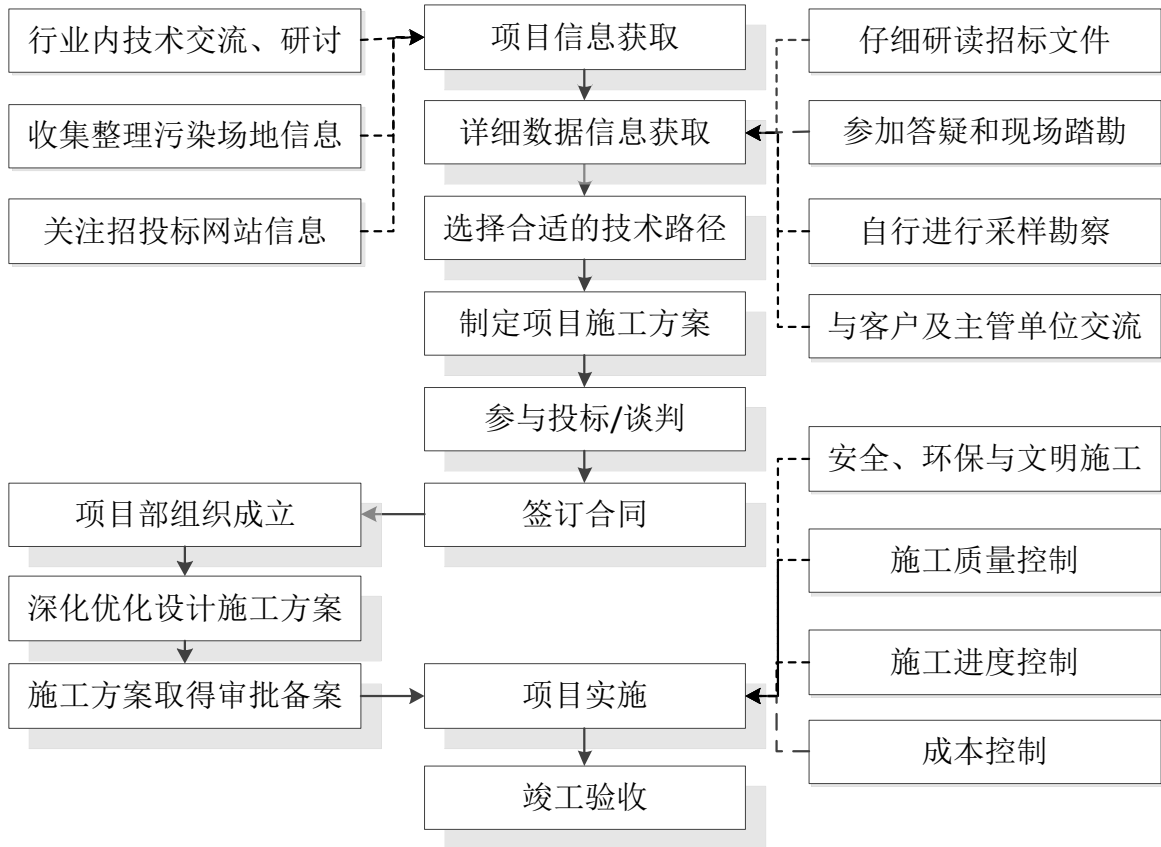 行业内技术交流、研讨
项目信息获取
仔细研读招标文件
收集整理污染场地信息
详细数据信息获取
参加答疑和现场踏勘
关注招投标网站信息
选择合适的技术路径
自行进行采样勘察
制定项目施工方案
与客户及主管单位交流
参与投标/谈判
安全、环保与文明施工
项目部组织成立
签订合同
施工质量控制
深化优化设计施工方案
施工进度控制
施工方案取得审批备案
项目实施
成本控制
竣工验收